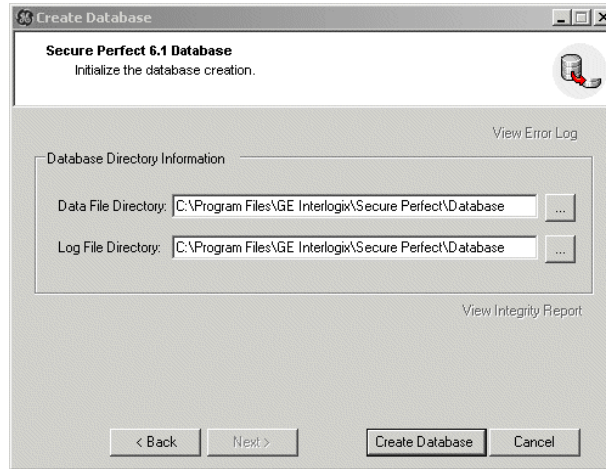 Create Database
Secure Perfect 6.1 Database
Initialize the database creation.
View Error Log
Database Directory Information
Data File Directory: C:\Program Files\GE Interlogix\Secure Perfect\Database ...
Log File Directory: C:\Program Files\GE Interlogix\Secure Perfect\Database ...
View Integrity Report
< Back Next > Create Database Cancel